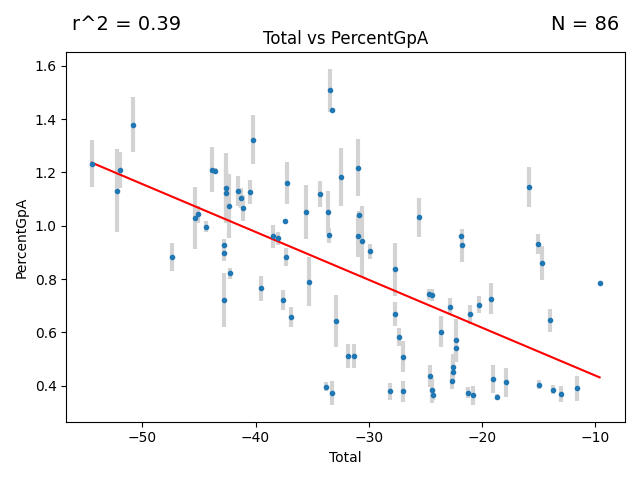 r^2 = 0.39
N = 86
Total vs PercentGpA
PercentGpA
1.6
1.4
1.2
1.0
0.8
0.6
0.4
−50
−40
−30
−20
−10
Total